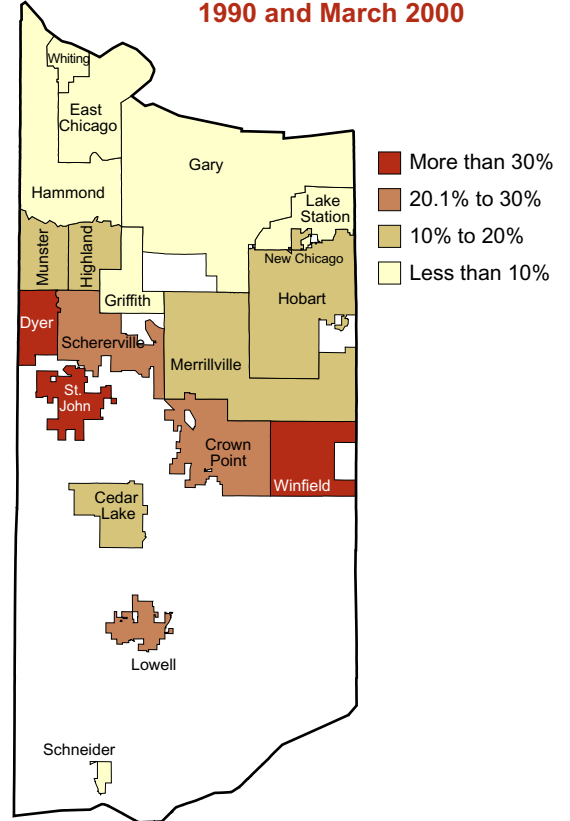 1990 and March 2000
Whiting
East
Chicago
Gary
Hammond
Lake
Station
More than 30%
20.1% to 30%
10% to 20%
Less than 10%
Munster
Highland
New Chicago
Griffith
Hobart
Dyer
Schererville
Merrillville
St.
John
Crown
Point
Winfield
Cedar
Lake
Lowell
Schneider